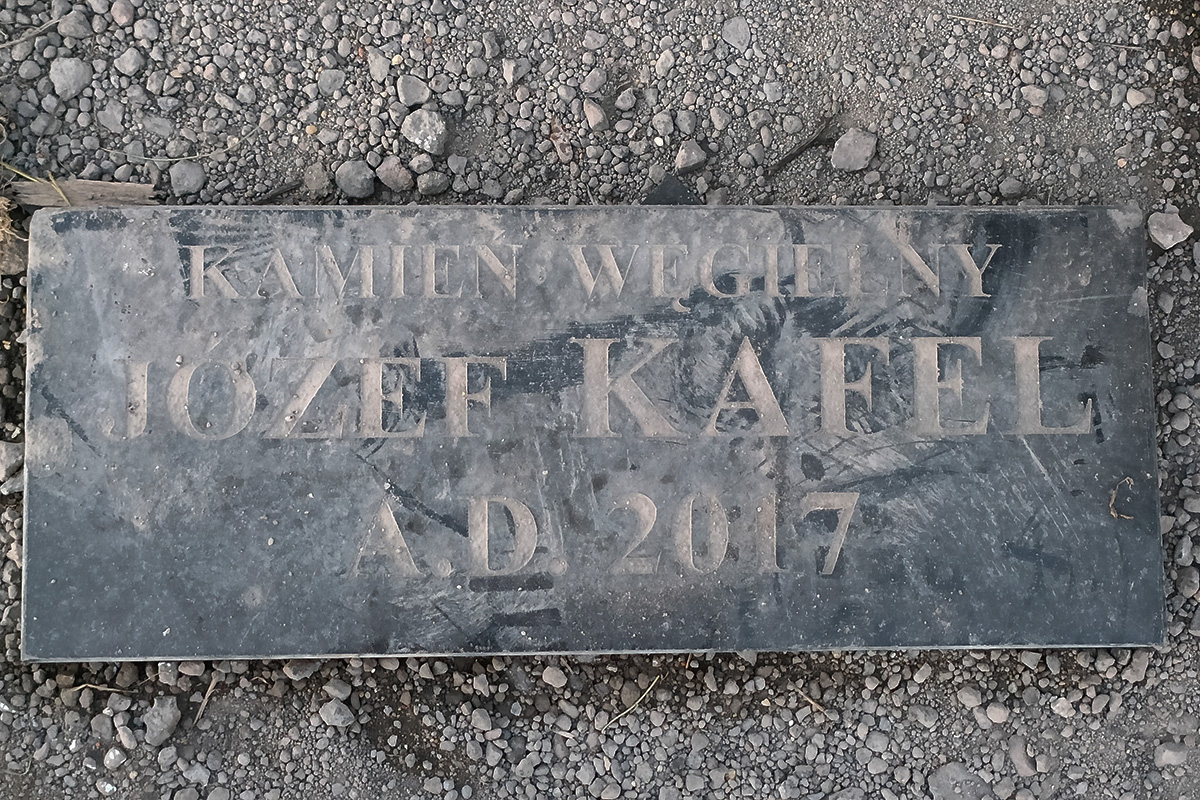 KAMIEŃ WĘGIELNY
JÓZEF KAFEL
A.D. 2017